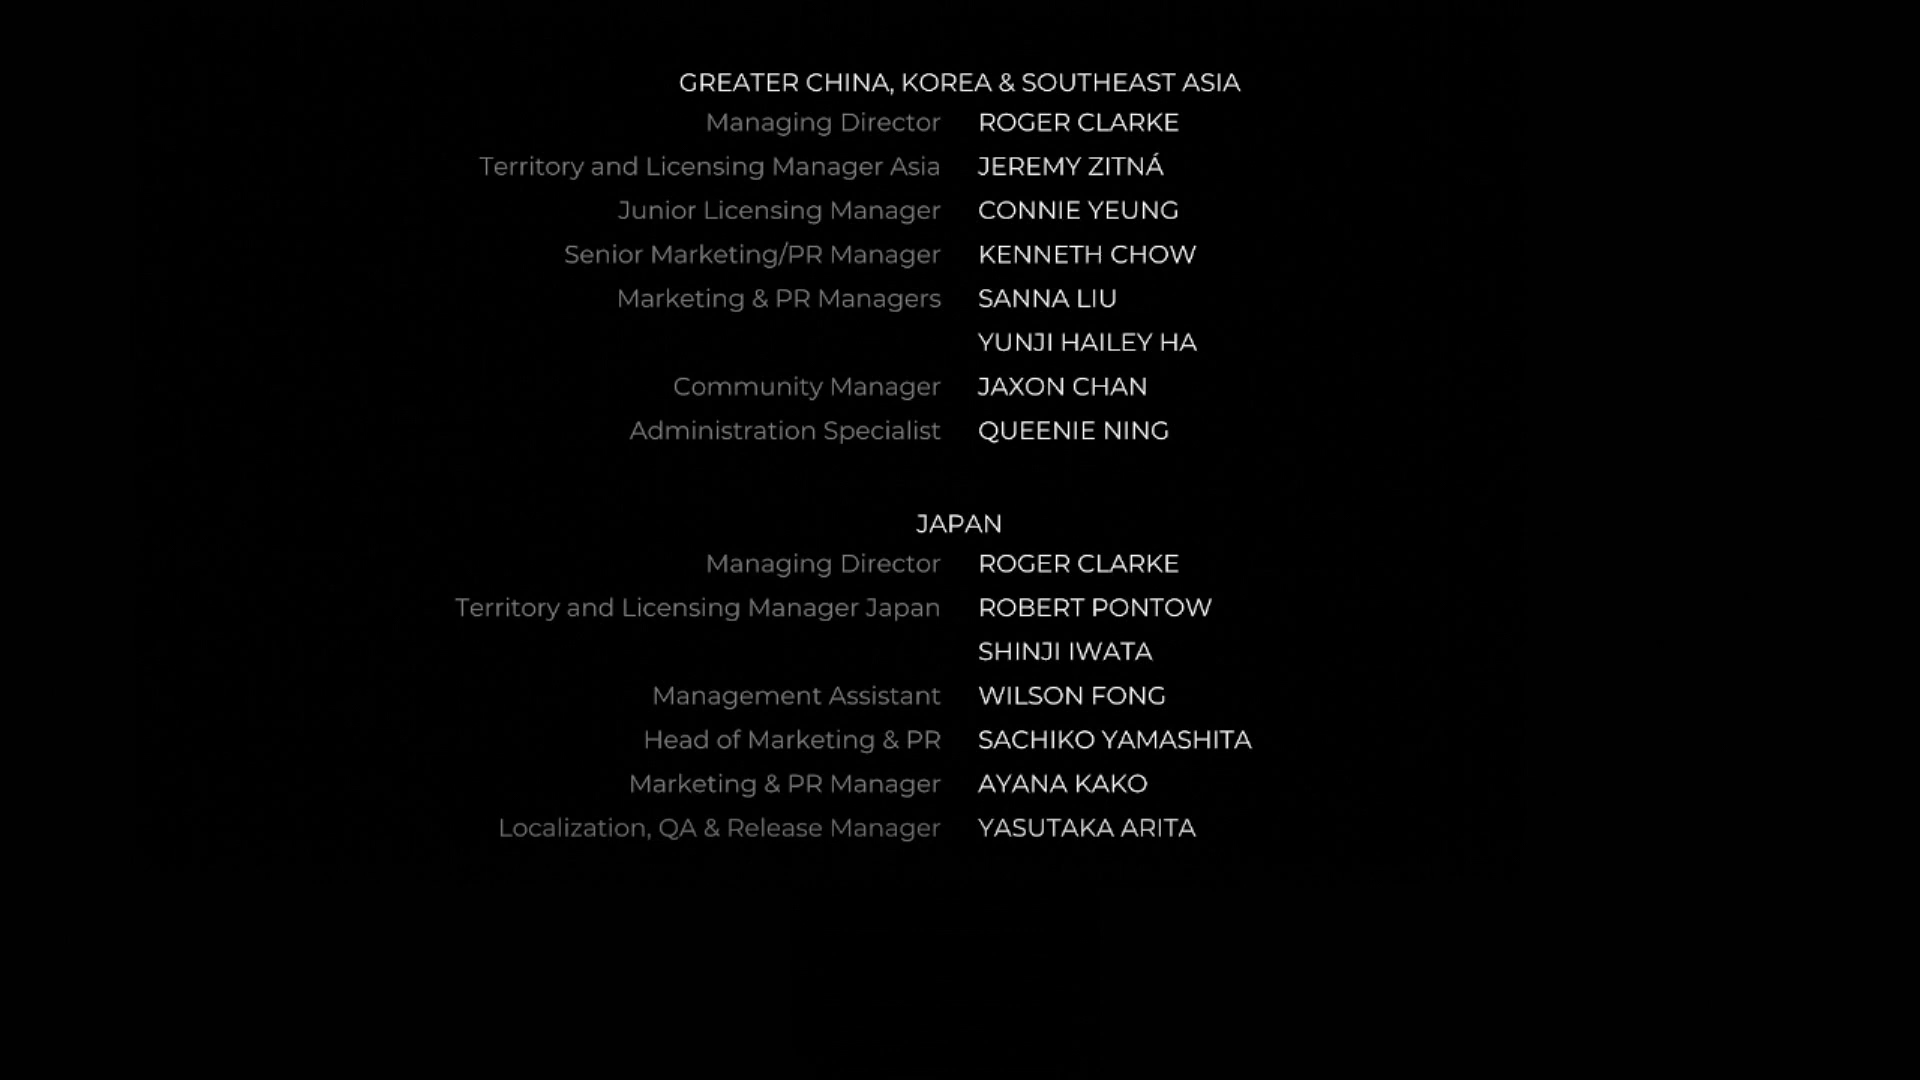 GREATER CHINA, KOREA & SOUTHEAST ASIA
Managing Director ROGER CLARKE
Territory and Licensing Manager Asia JEREMY ZITNÁ
Junior Licensing Manager CONNIE YEUNG
Senior Marketing/PR Manager KENNETH CHOW
Marketing & PR Managers SANNA LIU
YUNJI HAILEY HA
Community Manager JAXON CHAN
Administration Specialist QUEENIE NING
JAPAN
Managing Director ROGER CLARKE
Territory and Licensing Manager Japan ROBERT PONTOW
SHINJI IWATA
Management Assistant WILSON FONG
Head of Marketing & PR SACHIKO YAMASHITA
Marketing & PR Manager AYANA KAKO
Localization, QA & Release Manager YASUTAKA ARITA